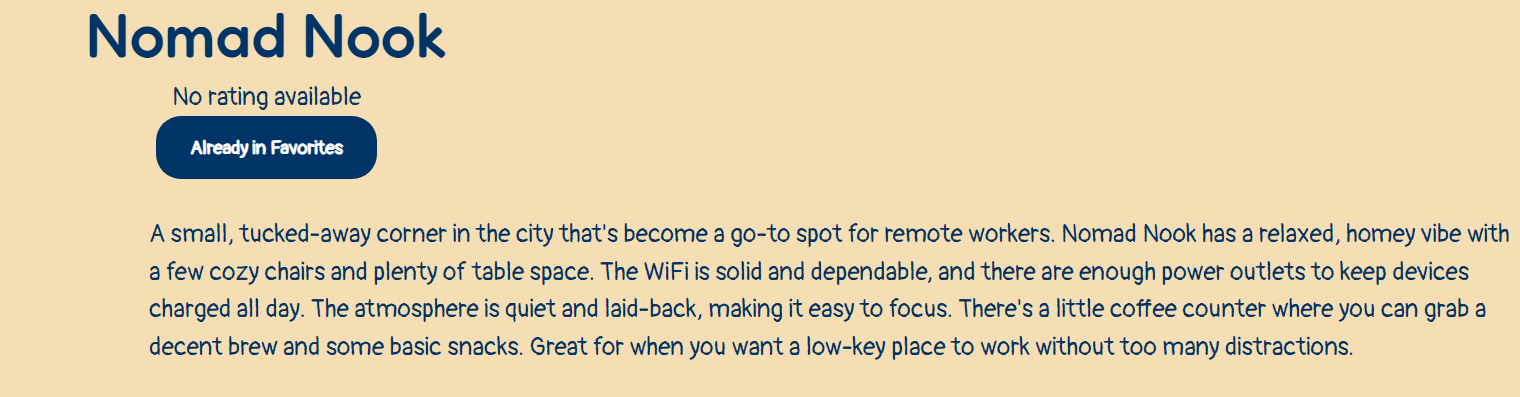 Nomad Nook
No rating available
Already in Favorites
A small, tucked-away corner in the city that's become a go-to spot for remote workers. Nomad Nook has a relaxed, homey vibe with
a few cozy chairs and plenty of table space. The WiFi is solid and dependable, and there are enough power outlets to keep devices
charged all day. The atmosphere is quiet and laid-back, making it easy to focus. There's a little coffee counter where you can grab a
decent brew and some basic snacks. Great for when you want a low-key place to work without too many distractions.